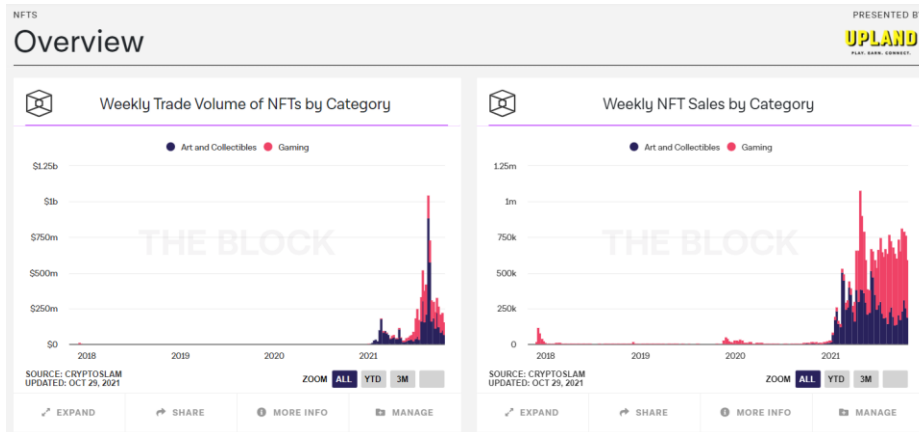 NFTS
Overview
PRESENTED BY
UPLAND
PLAY. EARN. CONNECT.
Weekly Trade Volume of NFTs by Category
Art and Collectibles Gaming
$1.25b
$1b
$750m
$500m
$250m
$0
THE BLOCK
2018 2019 2020 2021
SOURCE: CRYPTOSLAM
UPDATED: OCT 29, 2021
ZOOM ALL YTD 3M
EXPAND SHARE MORE INFO MANAGE
Weekly NFT Sales by Category
Art and Collectibles Gaming
1.25m
1m
750k
500k
250k
0
THE BLOCK
2018 2019 2020 2021
SOURCE: CRYPTOSLAM
UPDATED: OCT 29, 2021
ZOOM ALL YTD 3M
EXPAND SHARE MORE INFO MANAGE